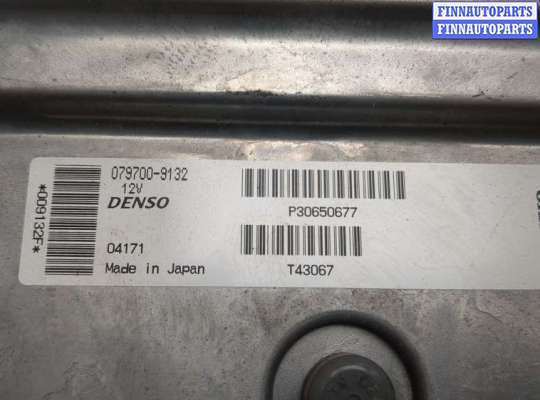 FINNAUTOPARTS
FINNAUTOPARTS
*009132F*
079700-9132
12V
DENSO
04171
Made in Japan
P30650677
T43067